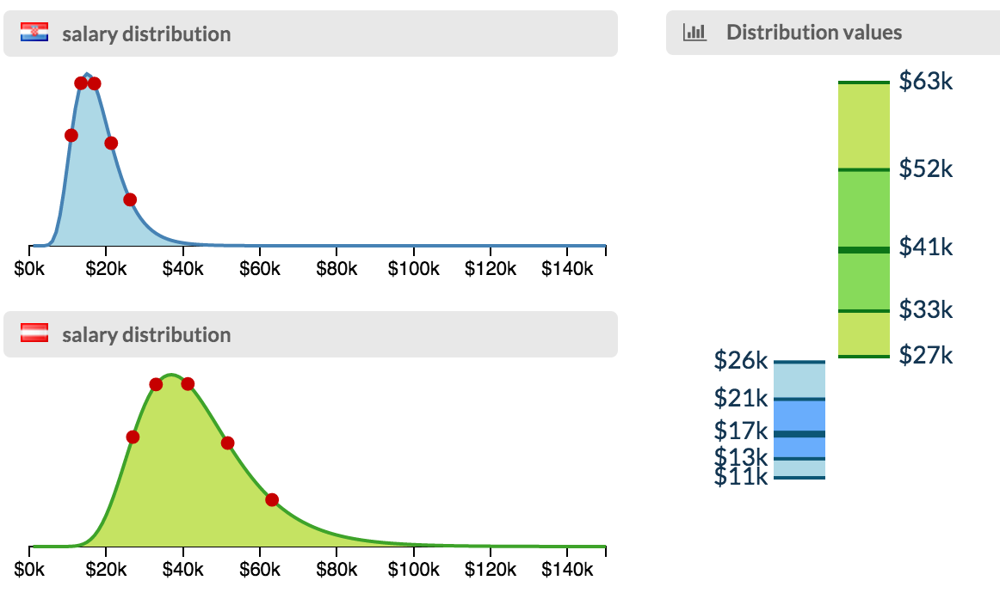 salary distribution
$0k $20k $40k $60k $80k $100k $120k $140k
salary distribution
$0k $20k $40k $60k $80k $100k $120k $140k
Distribution values
$63k
$52k
$41k
$33k
$27k
$26k
$21k
$17k
$13k
$11k